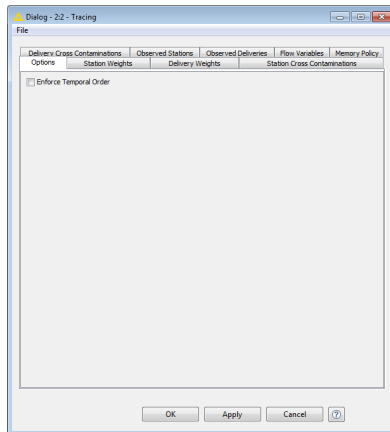 Dialog - 2:2 - Tracing
File
Delivery Cross Contaminations Observed Stations Observed Deliveries Flow Variables Memory Policy
Options Station Weights Delivery Weights Station Cross Contaminations
Enforce Temporal Order
OK Apply Cancel ?